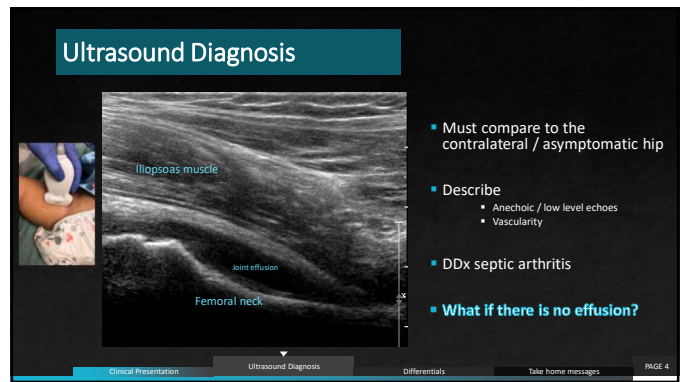 Ultrasound Diagnosis
Iliopsoas muscle
Joint effusion
Femoral neck
x
▪ Must compare to the
contralateral / asymptomatic hip
▪ Describe
▪ Anechoic / low level echoes
▪ Vascularity
▪ DDx septic arthritis
▪ What if there is no effusion?
Clinical Presentation
Ultrasound Diagnosis
Differentials
Take home messages
PAGE 4